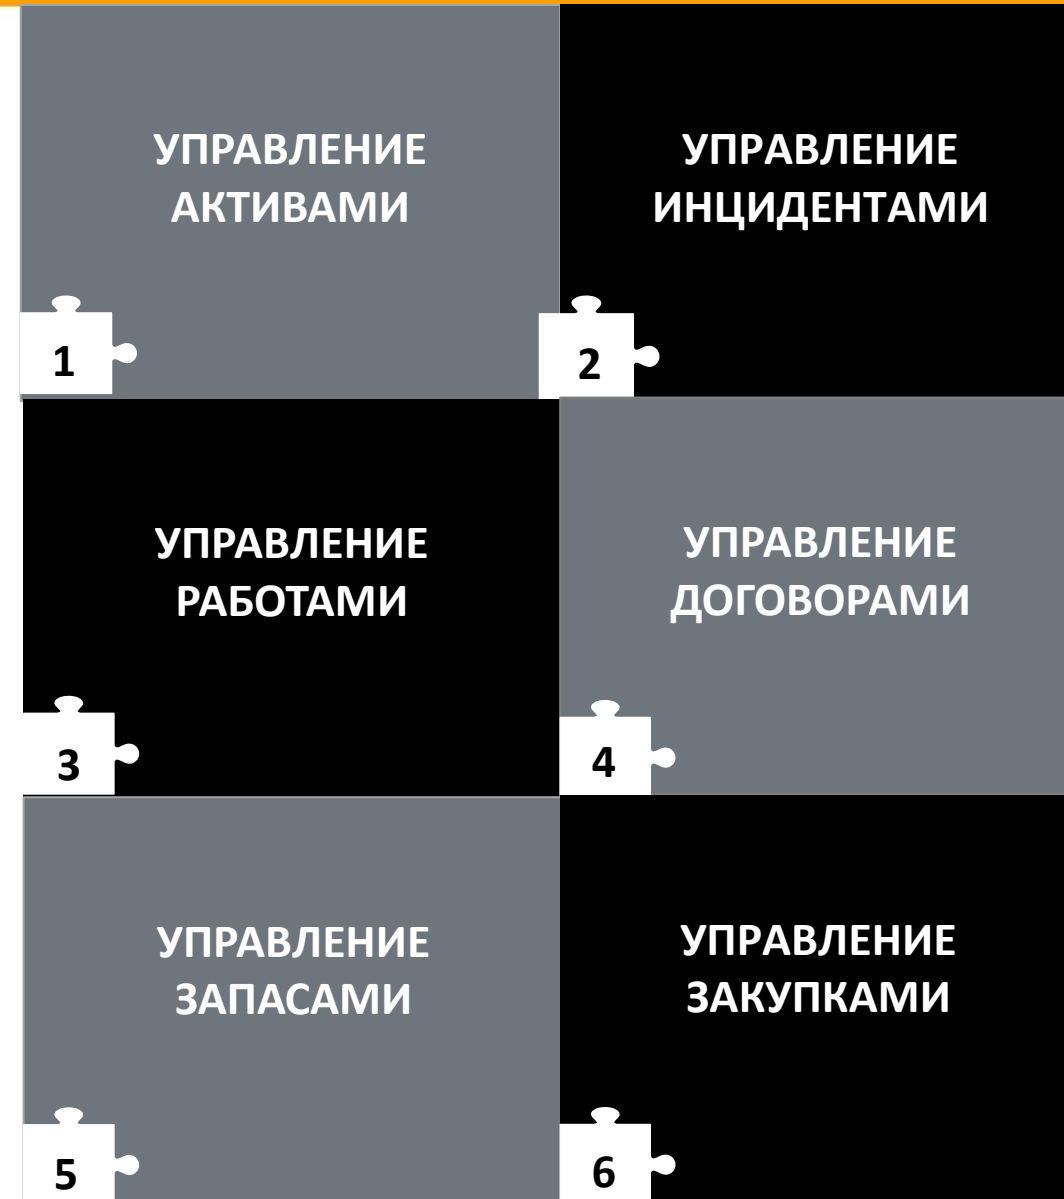 УПРАВЛЕНИЕ
АКТИВАМИ
1
УПРАВЛЕНИЕ
ИНЦИДЕНТАМИ
2
УПРАВЛЕНИЕ
РАБОТАМИ
3
УПРАВЛЕНИЕ
ДОГОВОРАМИ
4
УПРАВЛЕНИЕ
ЗАПАСАМИ
5
УПРАВЛЕНИЕ
ЗАКУПКАМИ
6